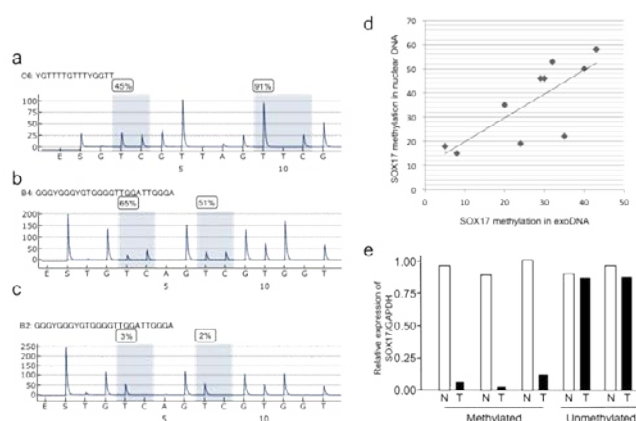 a
C6: YGTTTTGTTTYGGTT
45%
91%
100
75
50
25
0
E S G T C G T T A G T T C G
5 10
b
B4: GGGYGGGYGTGGGGTTGGATTGGGA
65%
51%
200
150
100
50
0
E S T G T C A G T C G T G G T
5 10
c
B2: GGGYGGGYGTGGGGTTGGATTGGGA
3%
2%
250
200
150
100
50
0
E S T G T C A G T C G T G G T
5 10
d
SOX17 methylation in nuclear DNA
70
60
50
40
30
20
10
0
0 10 20 30 40 50
SOX17 methylation in exoDNA
e
Relative expression of
SOX17/GAPDH
1.00
0.75
0.50
0.25
0.00
N T N T N T N T N T
Methylated Unmethylated